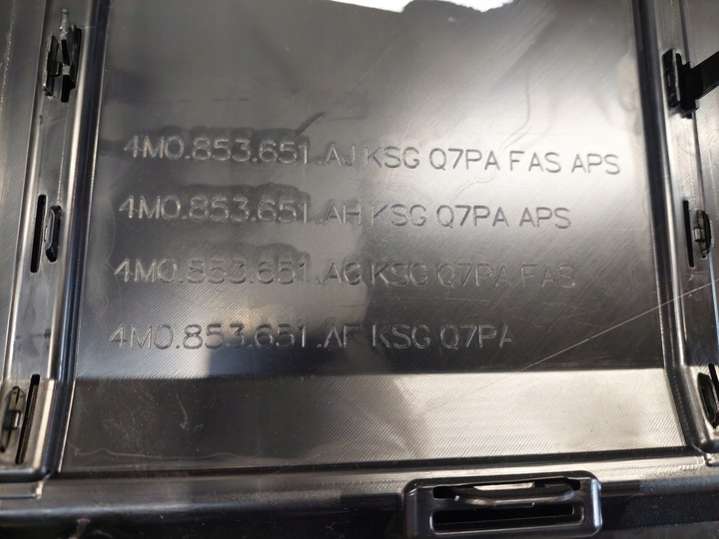 4M0.853.651.AJ KSG Q7PA FAS APS
4M0.853.651.AH KSG Q7PA APS
4M0.853.651.AG KSG Q7PA FAS
4M0.853.651.AF KSG Q7PA